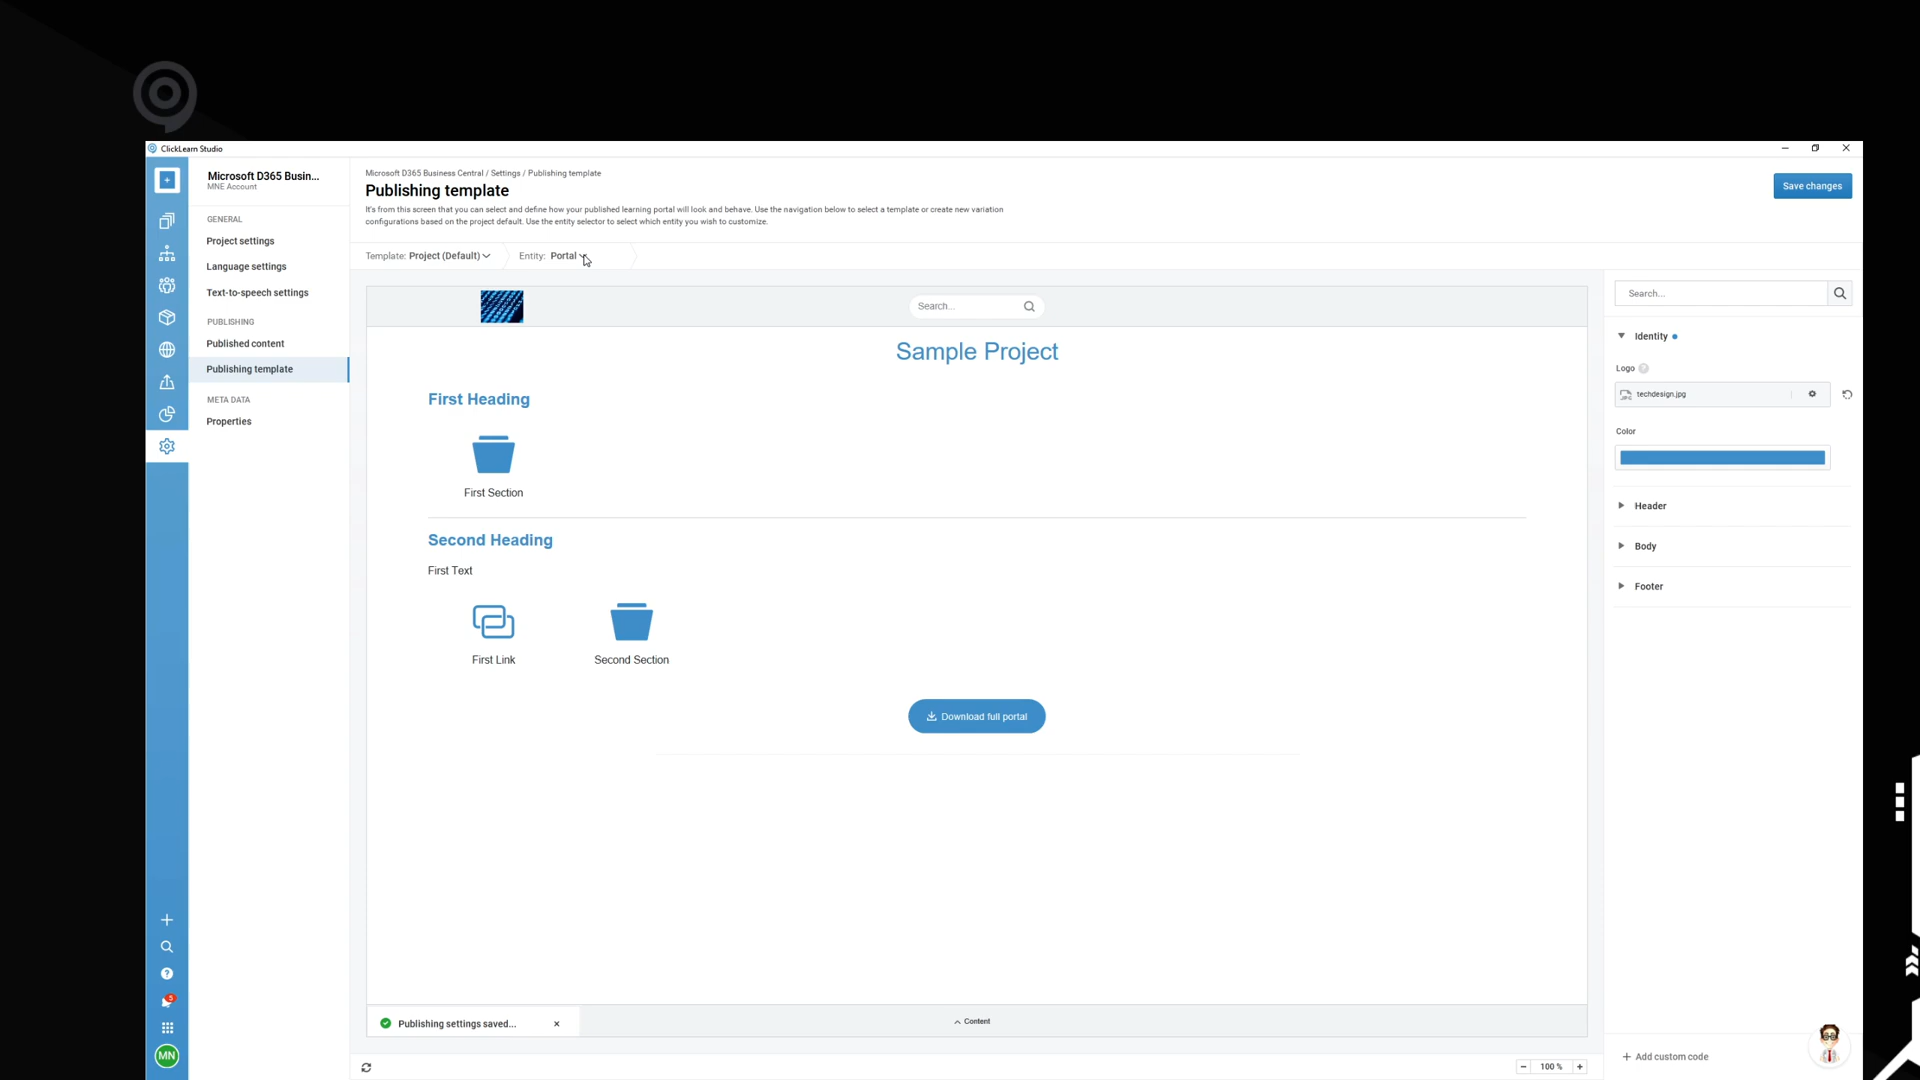 ClickLearn Studio
Microsoft D365 Busin...
MNE Account
GENERAL
Project settings
Language settings
Text-to-speech settings
PUBLISHING
Published content
Publishing template
META DATA
Properties
5
MN
Microsoft D365 Business Central / Settings / Publishing template
Publishing template
It's from this screen that you can select and define how your published learning portal will look and behave. Use the navigation below to select a template or create new variation
configurations based on the project default. Use the entity selector to select which entity you wish to customize.
Save changes
Template: Project (Default)
Entity: Portal
Search...
Sample Project
First Heading
First Section
Second Heading
First Text
First Link
Second Section
Download full portal
Publishing settings saved...
Content
100 %
Search...
Identity
Logo
JPG
techdesign.jpg
Color
Header
Body
Footer
Add custom code